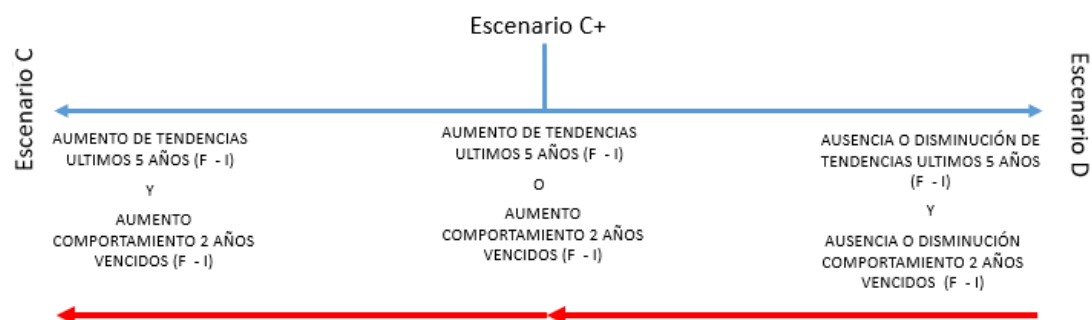 Escenario C+
Escenario C
AUMENTO DE TENDENCIAS
ULTIMOS 5 AÑOS (F - I)
Y
AUMENTO
COMPORTAMIENTO 2 AÑOS
VENCIDOS (F - I)
AUMENTO DE TENDENCIAS
ULTIMOS 5 AÑOS (F - I)
O
AUMENTO
COMPORTAMIENTO 2 AÑOS
VENCIDOS (F - I)
AUSENCIA O DISMINUCIÓN DE
TENDENCIAS ULTIMOS 5 AÑOS
(F - I)
Y
AUSENCIA O DISMINUCIÓN
COMPORTAMIENTO 2 AÑOS
VENCIDOS (F - I)
Escenario D